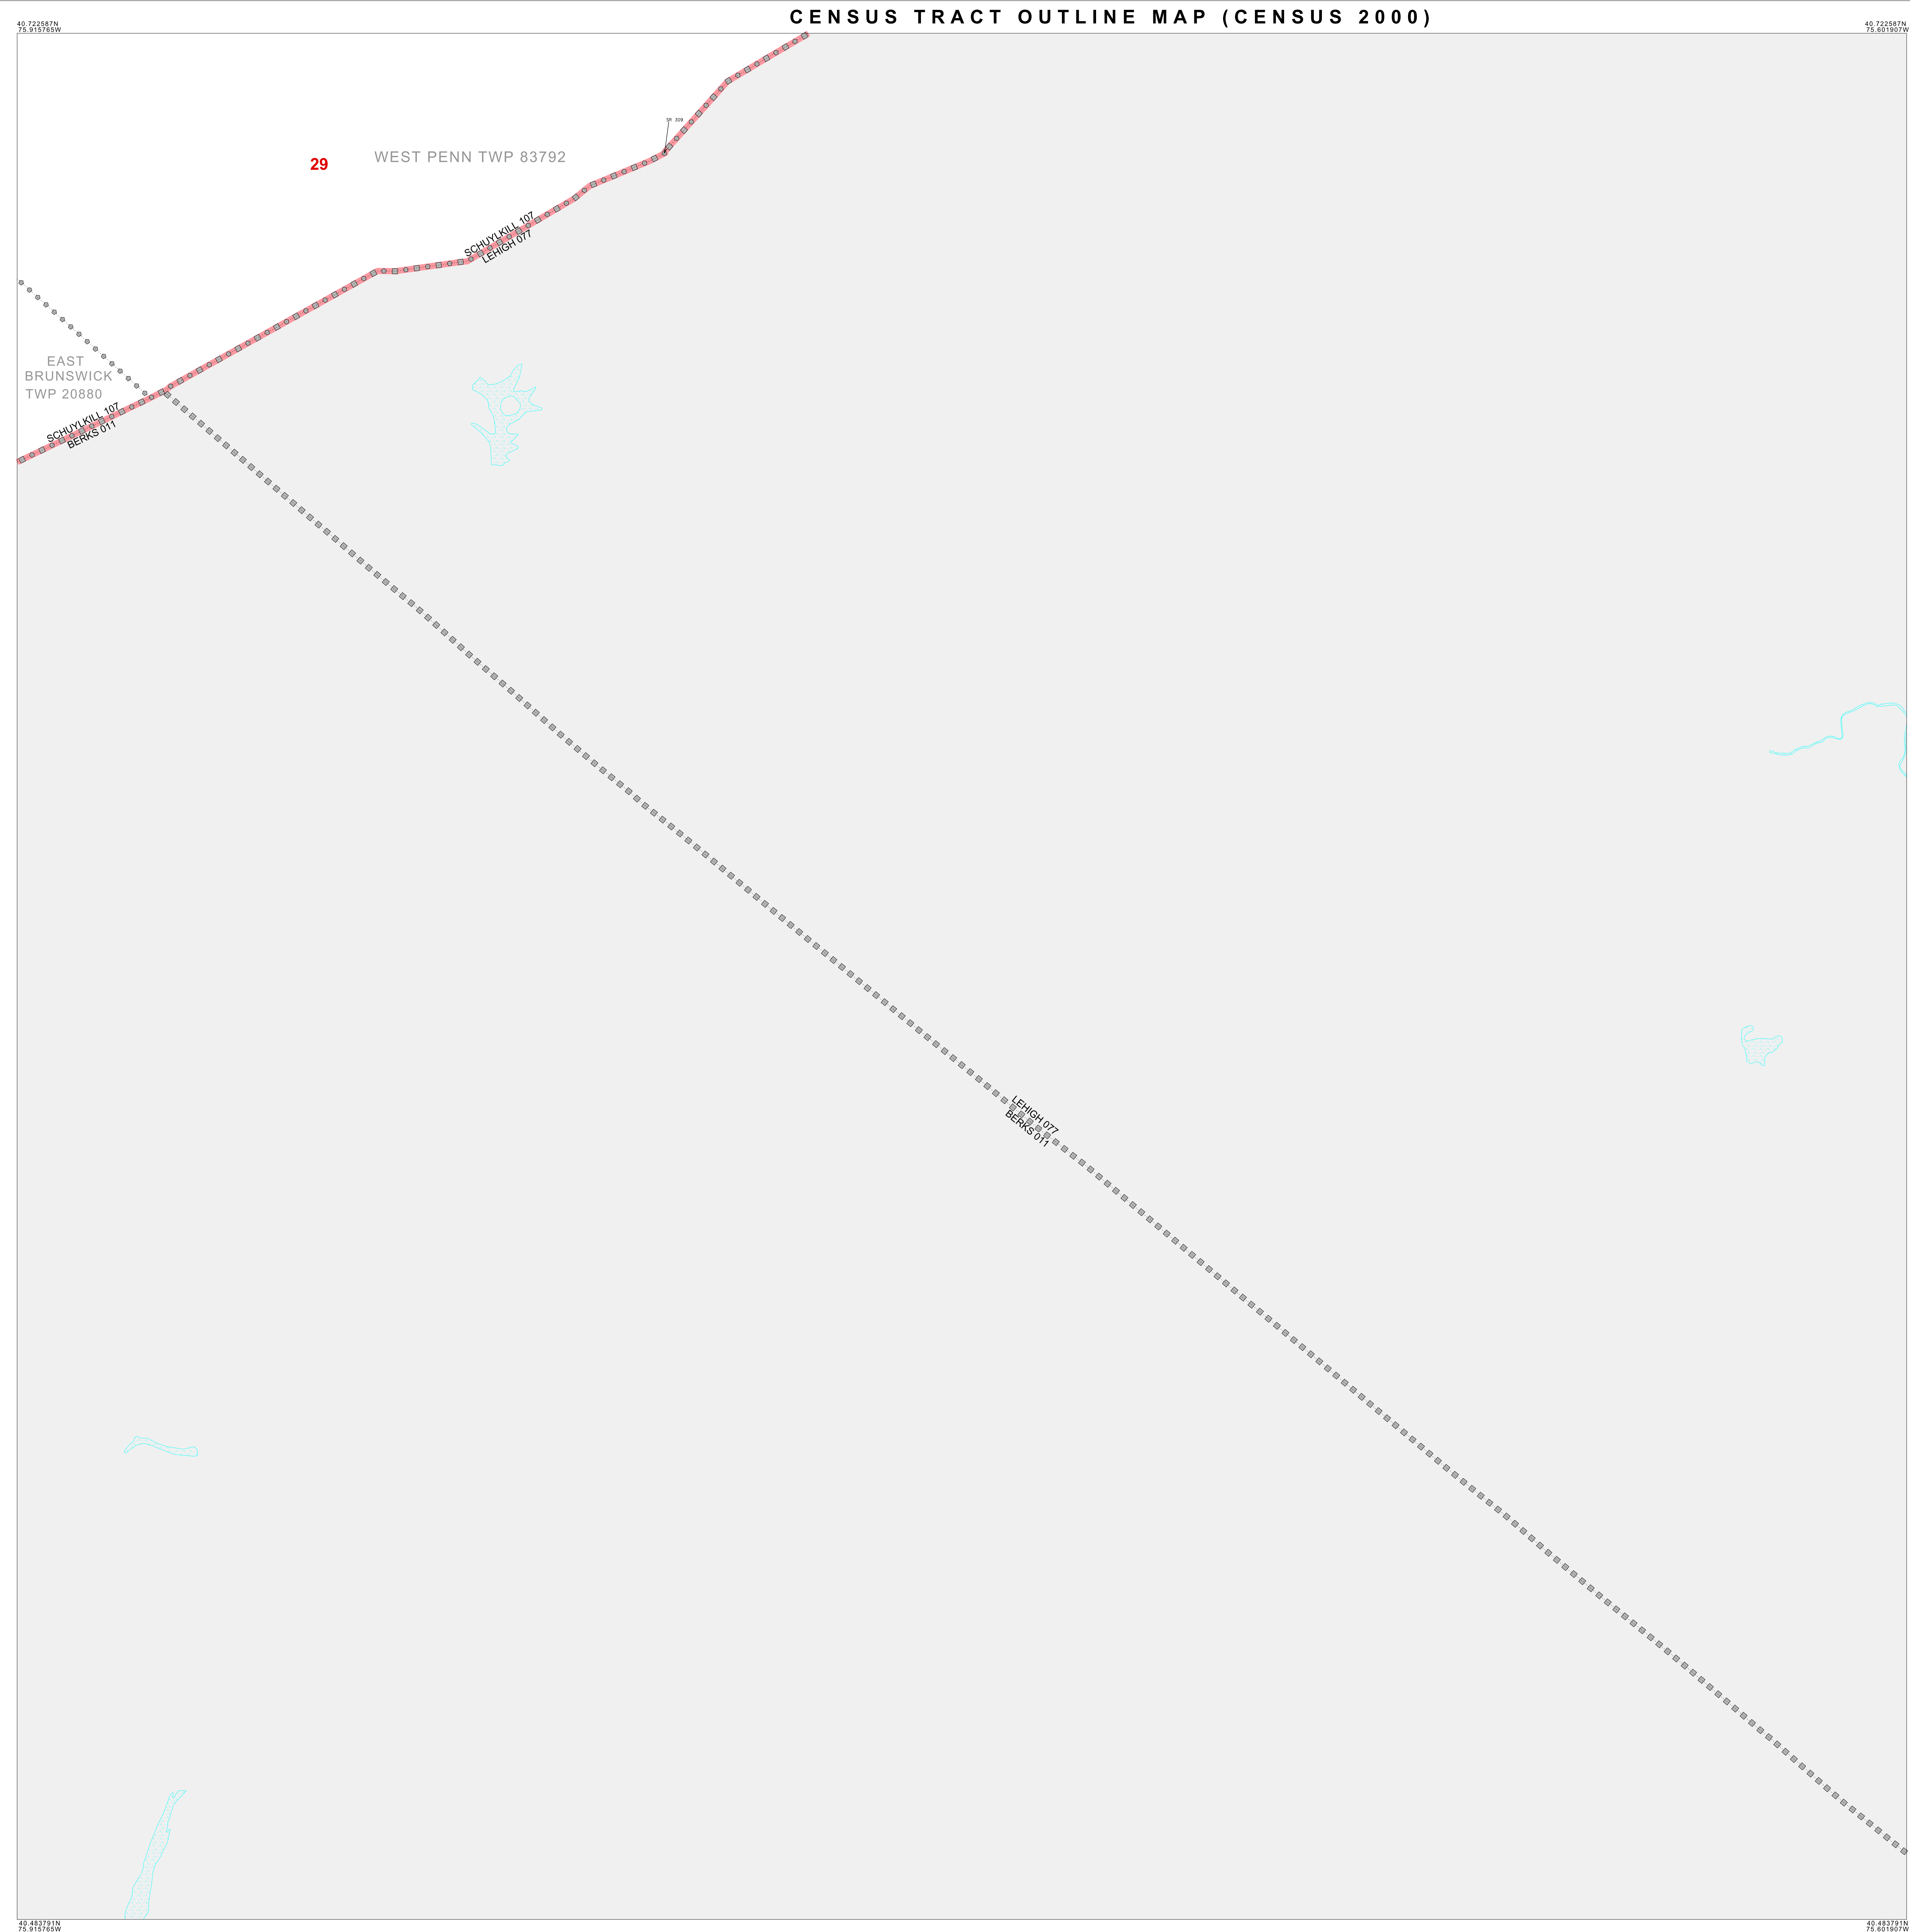 CENSUS TRACT OUTLINE MAP (CENSUS 2000)
40.722587N
75.915765W
40.722587N
75.601907W
SR 319
29
WEST PENN TWP 83792
SCHUYLKILL 107
LEHIGH 077
EAST
BRUNSWICK
TWP 20880
SCHUYLKILL 107
BERKS 011
LEHIGH 077
BERKS 011
40.483791N
75.915765W
40.483791N
75.601907W